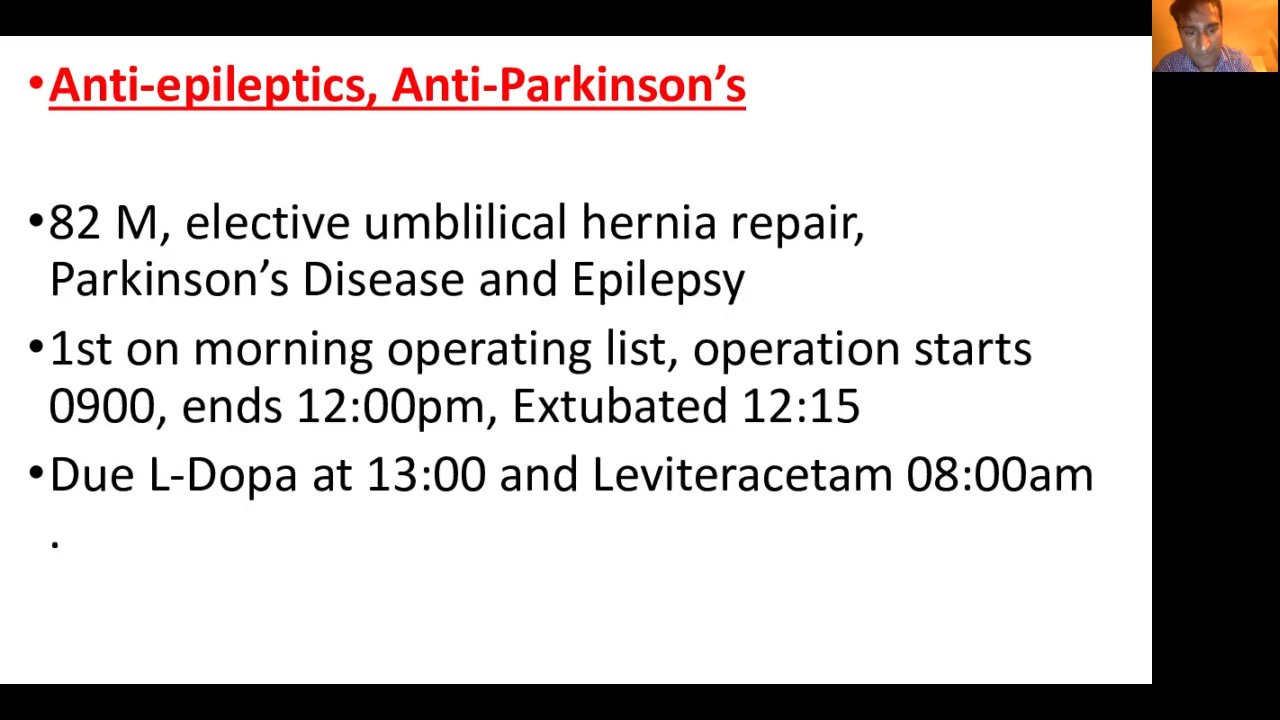 •Anti-epileptics, Anti-Parkinson’s
•82 M, elective umblilical hernia repair,
Parkinson’s Disease and Epilepsy
•1st on morning operating list, operation starts
0900, ends 12:00pm, Extubated 12:15
•Due L-Dopa at 13:00 and Leviteracetam 08:00am
.